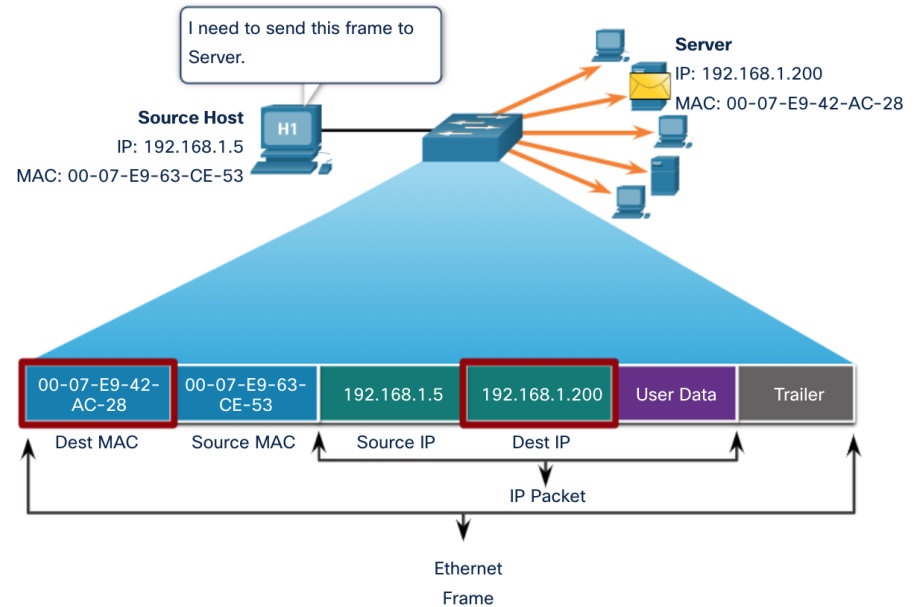 I need to send this frame to
Server.
Server
IP: 192.168.1.200
MAC: 00-07-E9-42-AC-28
Source Host
IP: 192.168.1.5
MAC: 00-07-E9-63-CE-53
H1
00-07-E9-42-
AC-28
00-07-E9-63-
CE-53
192.168.1.5
192.168.1.200
User Data
Trailer
Dest MAC
Source MAC
Source IP
Dest IP
IP Packet
Ethernet
Frame